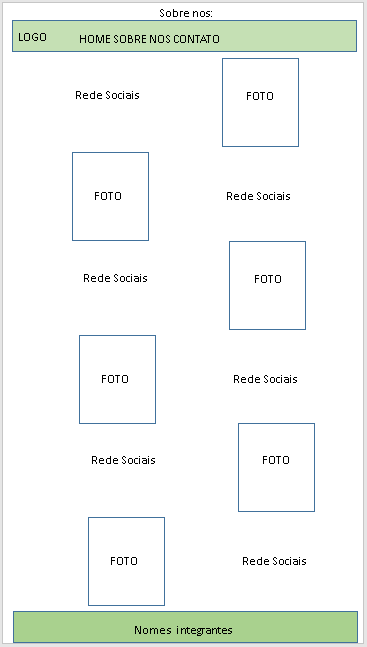 Sobre nos:
LOGO HOME SOBRE NOS CONTATO
Rede Sociais FOTO
FOTO Rede Sociais
Rede Sociais FOTO
FOTO Rede Sociais
Rede Sociais FOTO
FOTO Rede Sociais
Nomes integrantes